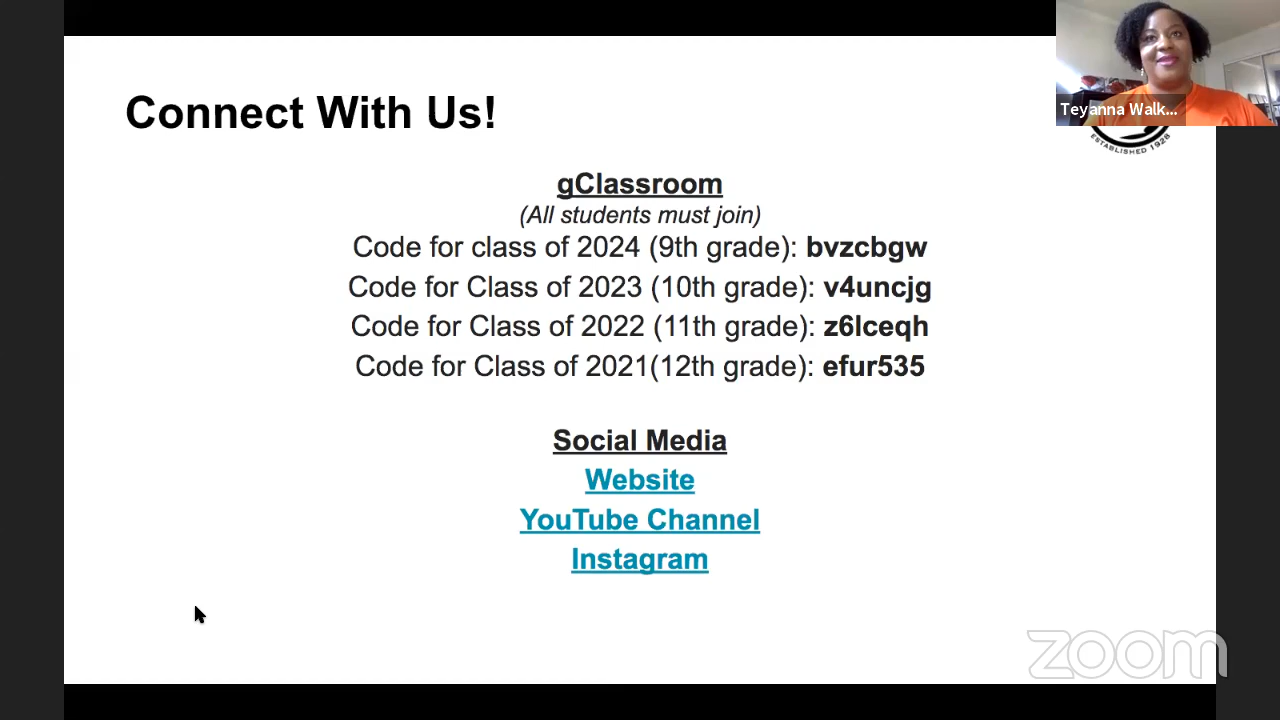 Connect With Us!
Teyanna Walk...
ESTABLISHED 1928
gClassroom
(All students must join)
Code for class of 2024 (9th grade): bvzcbgw
Code for Class of 2023 (10th grade): v4uncjg
Code for Class of 2022 (11th grade): z6lceqh
Code for Class of 2021(12th grade): efur535
Social Media
Website
YouTube Channel
Instagram
zoom